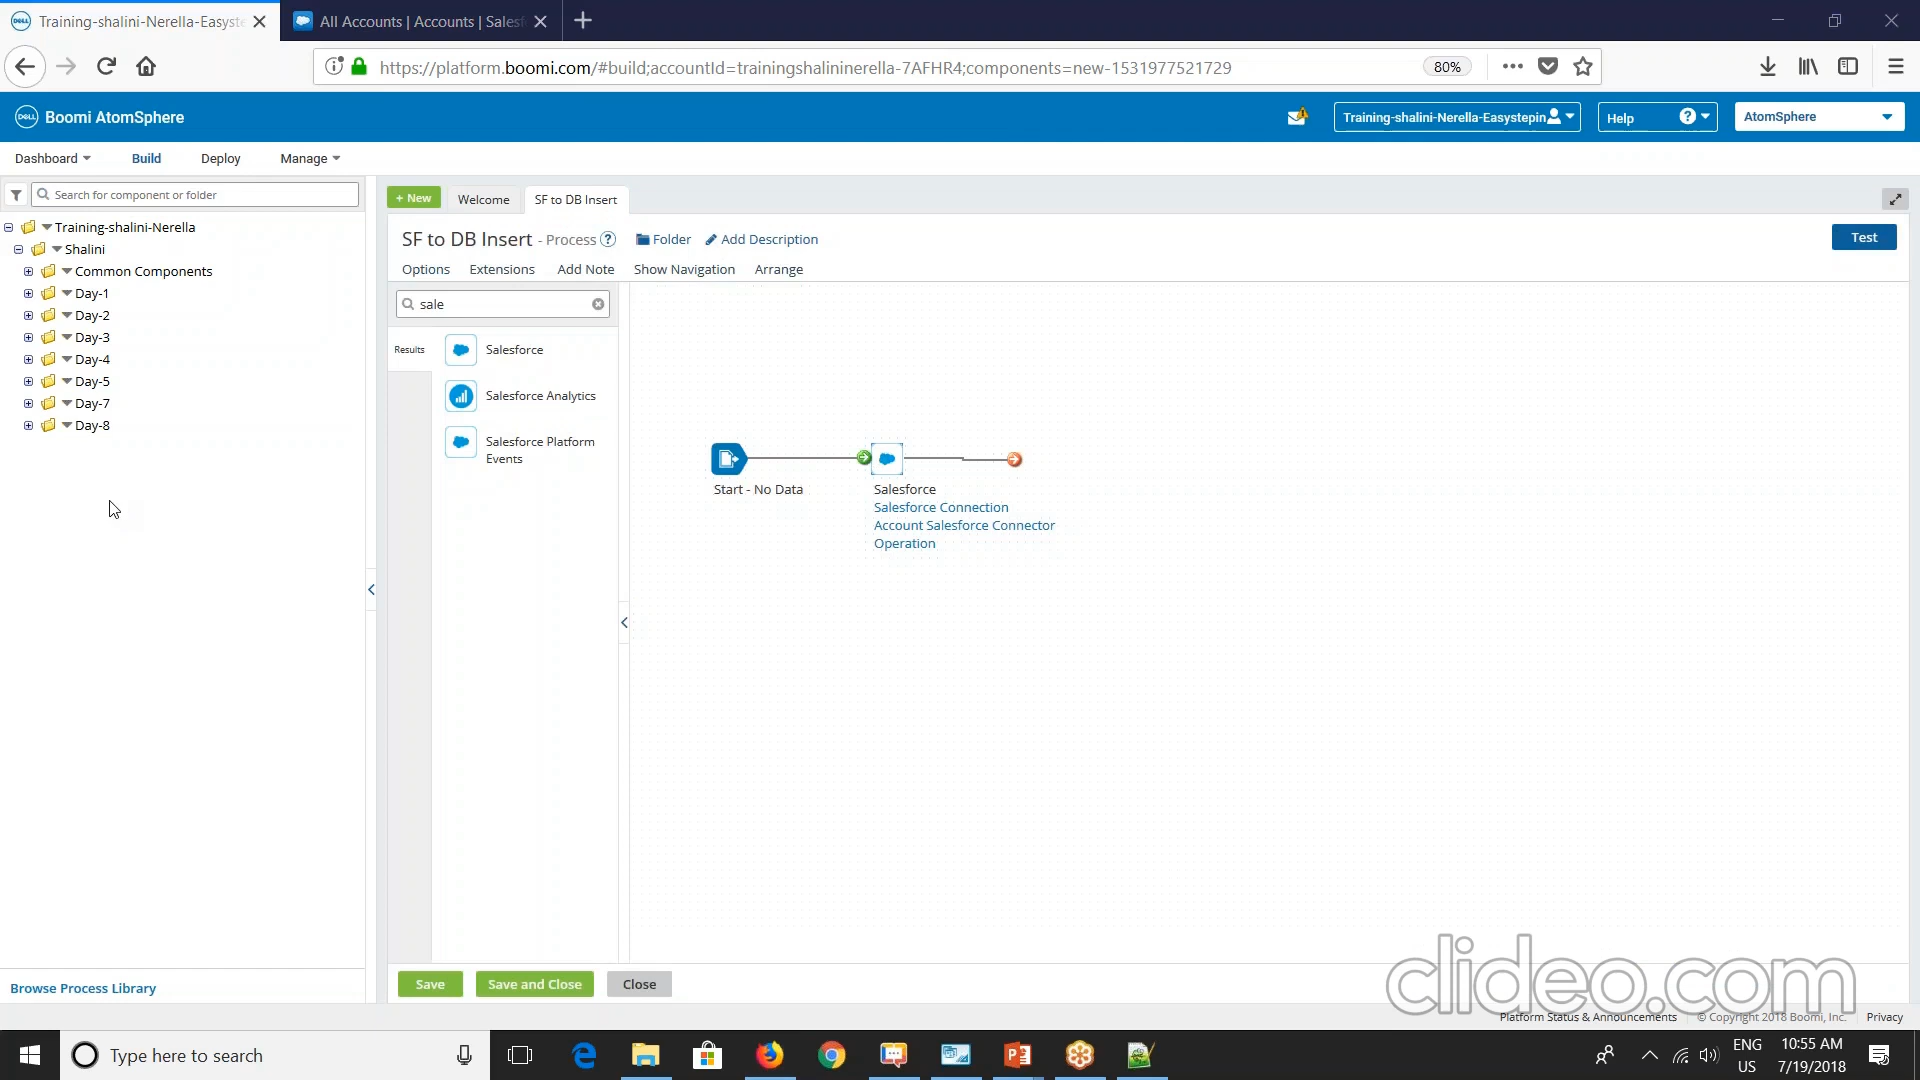 Training-shalini-Nerella-Easyste
All Accounts | Accounts | Salesf
https://platform.boomi.com/#build;accountId=trainingshalininerella-7AFHR4;components=new-1531977521729
80%
DELL
Boomi AtomSphere
Training-shalini-Nerella-Easystepin
Help
AtomSphere
Dashboard
Build
Deploy
Manage
Search for component or folder
Training-shalini-Nerella
Shalini
Common Components
Day-1
Day-2
Day-3
Day-4
Day-5
Day-7
Day-8
Browse Process Library
+ New
Welcome
SF to DB Insert
SF to DB Insert - Process
Folder
Add Description
Test
Options
Extensions
Add Note
Show Navigation
Arrange
sale
Results
Salesforce
Salesforce Analytics
Salesforce Platform
Events
Start - No Data
Salesforce
Salesforce Connection
Account Salesforce Connector
Operation
Save
Save and Close
Close
clideo.com
Platform Status & Announcements
© Copyright 2018 Boomi, Inc.
Privacy
Type here to search
ENG
US
10:55 AM
7/19/2018